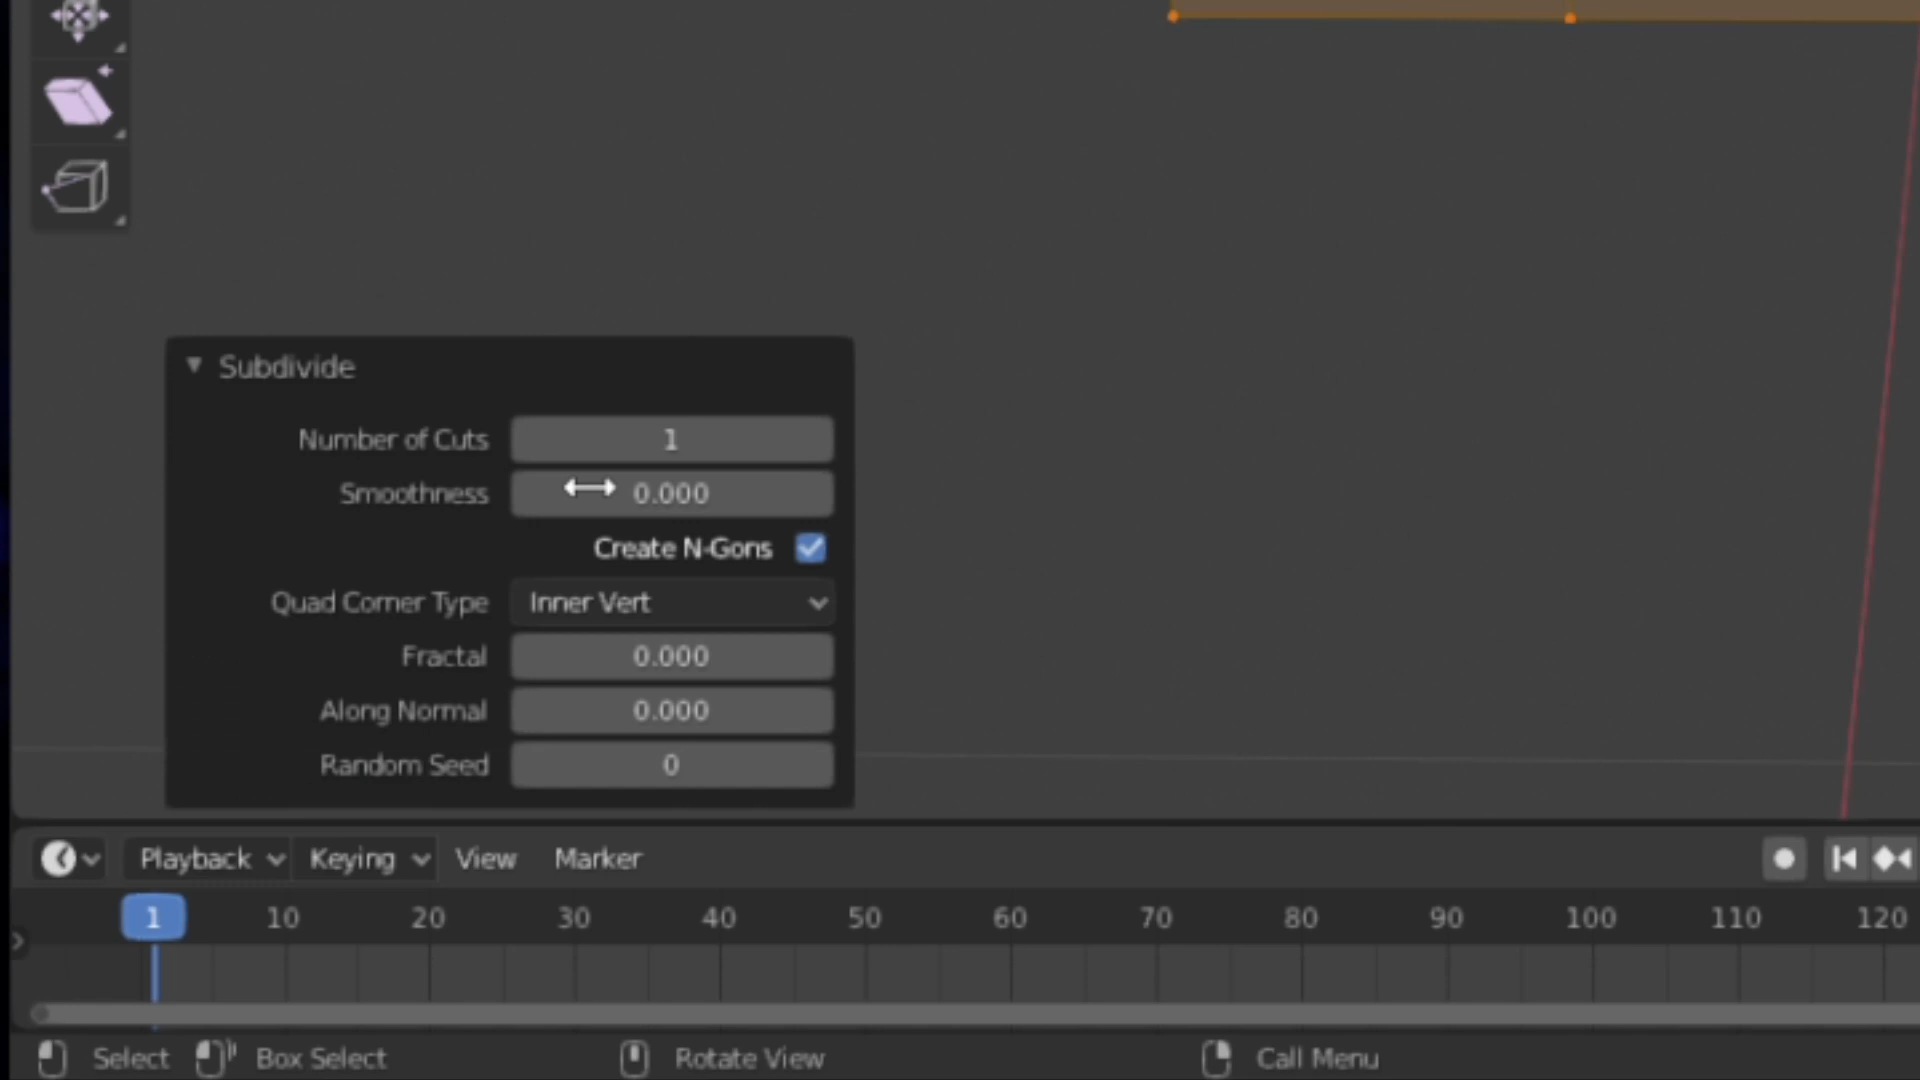 Subdivide
Number of Cuts 1
Smoothness 0.000
Create N-Gons
Quad Corner Type Inner Vert
Fractal 0.000
Along Normal 0.000
Random Seed 0
Playback Keying View Marker
1 10 20 30 40 50 60 70 80 90 100 110 120
Select Box Select Rotate View Call Menu